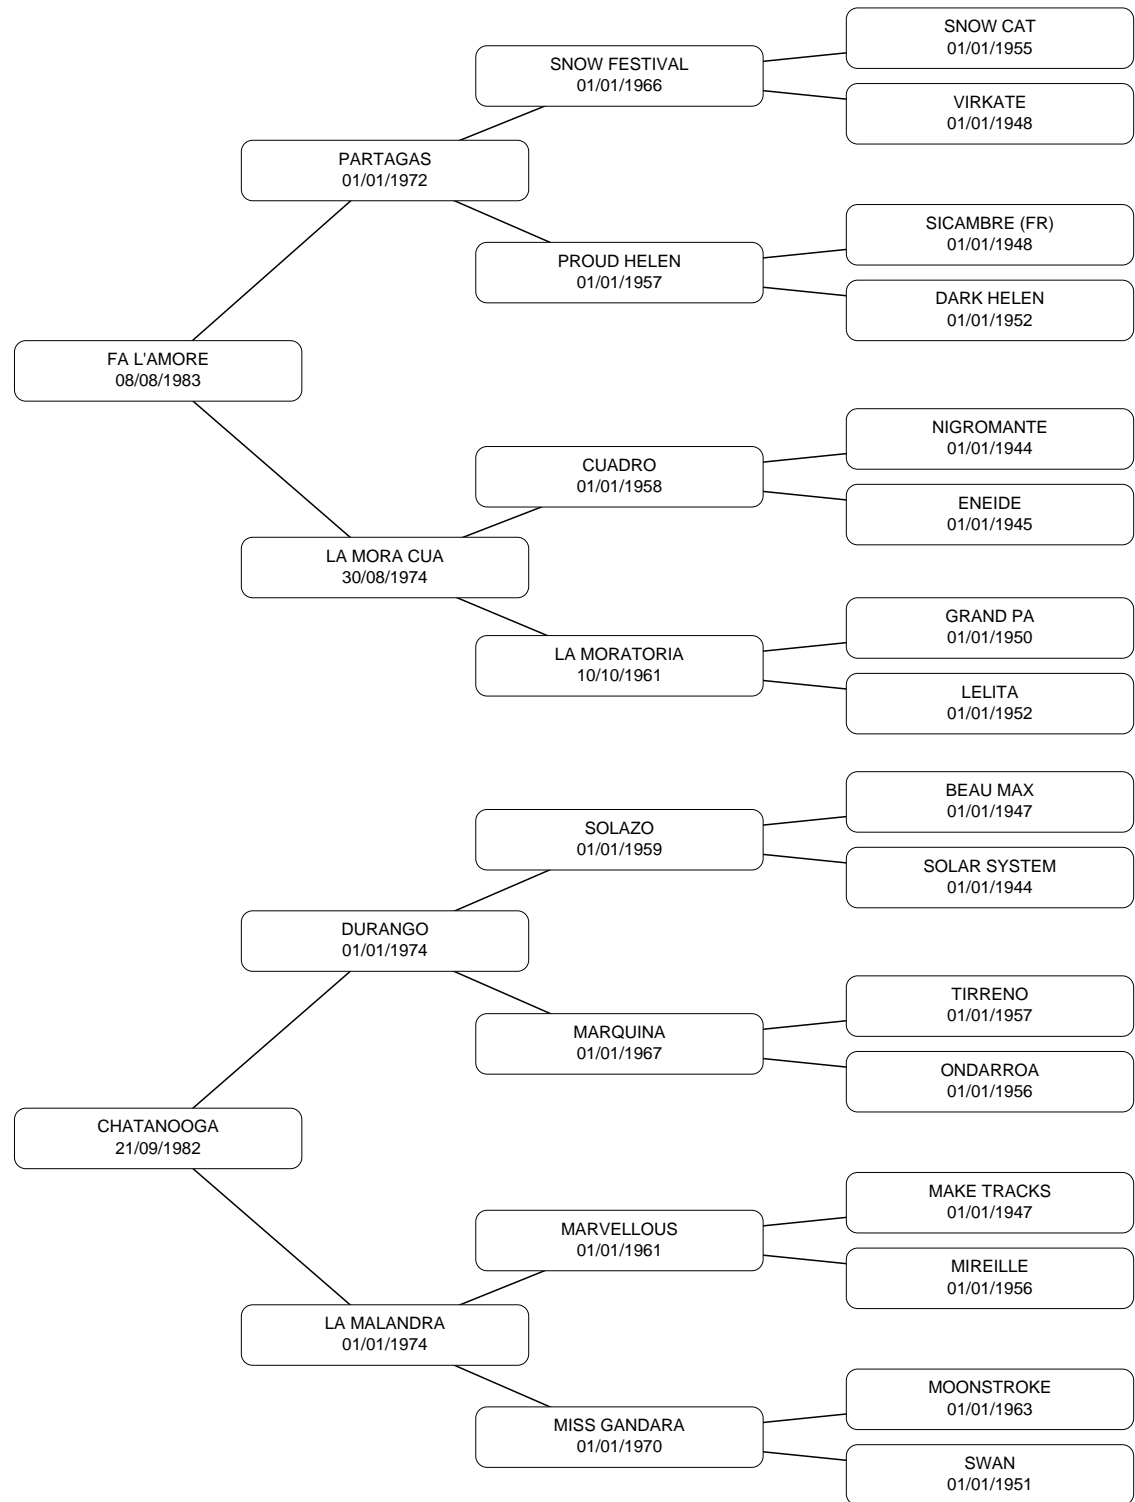 SNOW CAT
01/01/1955
SNOW FESTIVAL
01/01/1966
VIRKATE
01/01/1948
PARTAGAS
01/01/1972
SICAMBRE (FR)
01/01/1948
PROUD HELEN
01/01/1957
DARK HELEN
01/01/1952
FA L'AMORE
08/08/1983
NIGROMANTE
01/01/1944
CUADRO
01/01/1958
ENEIDE
01/01/1945
LA MORA CUA
30/08/1974
GRAND PA
01/01/1950
LA MORATORIA
10/10/1961
LELITA
01/01/1952
BEAU MAX
01/01/1947
SOLAZO
01/01/1959
SOLAR SYSTEM
01/01/1944
DURANGO
01/01/1974
TIRRENO
01/01/1957
MARQUINA
01/01/1967
ONDARROA
01/01/1956
CHATANOOGA
21/09/1982
MAKE TRACKS
01/01/1947
MARVELLOUS
01/01/1961
MIREILLE
01/01/1956
LA MALANDRA
01/01/1974
MOONSTROKE
01/01/1963
MISS GANDARA
01/01/1970
SWAN
01/01/1951